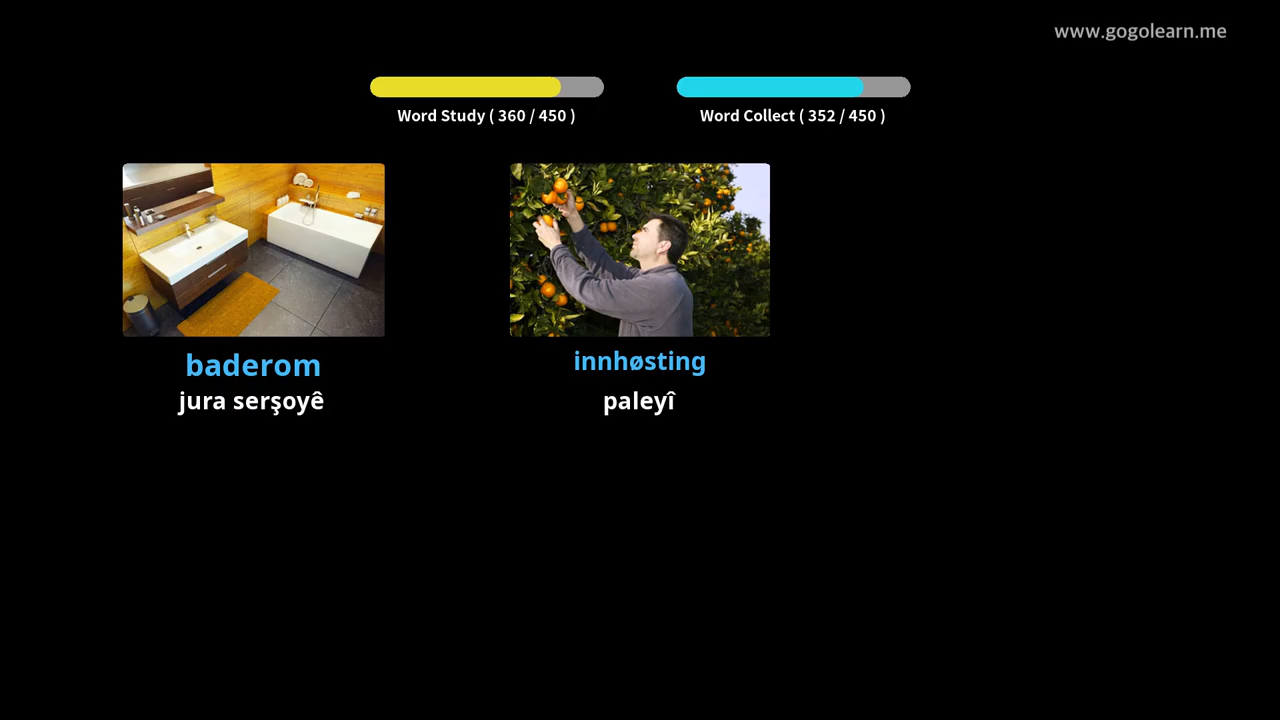 www.gogolearn.me
Word Study ( 360 / 450 )
Word Collect ( 352 / 450 )
baderom
jura serşoyê
innhøsting
paleyî